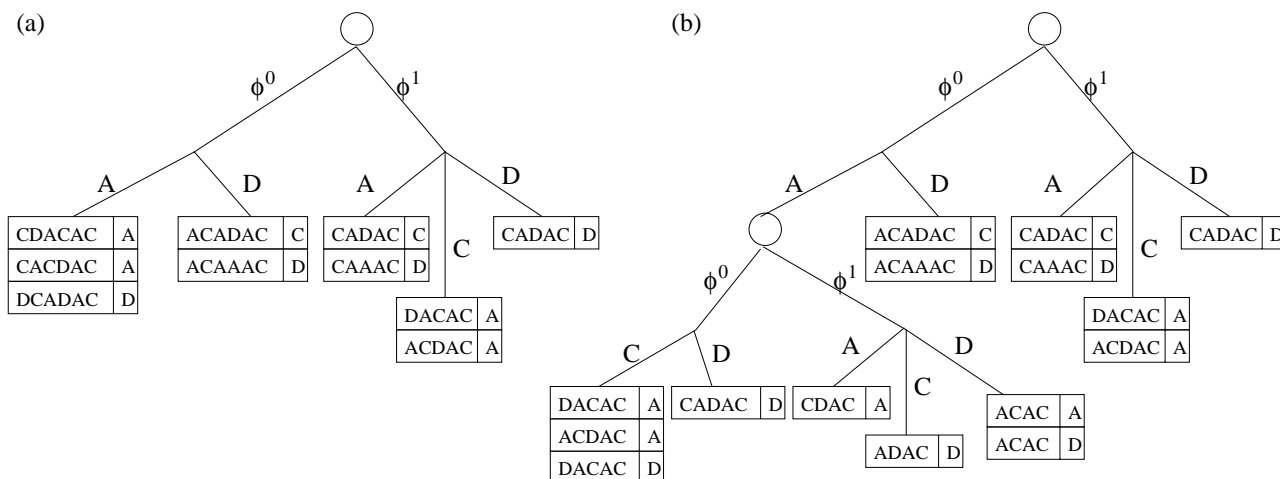 (a)
(b)
ϕ⁰ ϕ¹
ϕ⁰ ϕ¹
A D A C D
A D A C D
CDACAC A
CACDAC A
DCADAC D
ACADAC C
ACAAAC D
CADAC C
CAAAC D
DACAC A
ACDAC A
CADAC D
ACADAC C
ACAAAC D
CADAC C
CAAAC D
DACAC A
ACDAC A
CADAC D
ϕ⁰ ϕ¹
C D A C D
DACAC A
ACDAC A
DACAC D
CADAC D
CDAC A
ADAC D
ACAC A
ACAC D